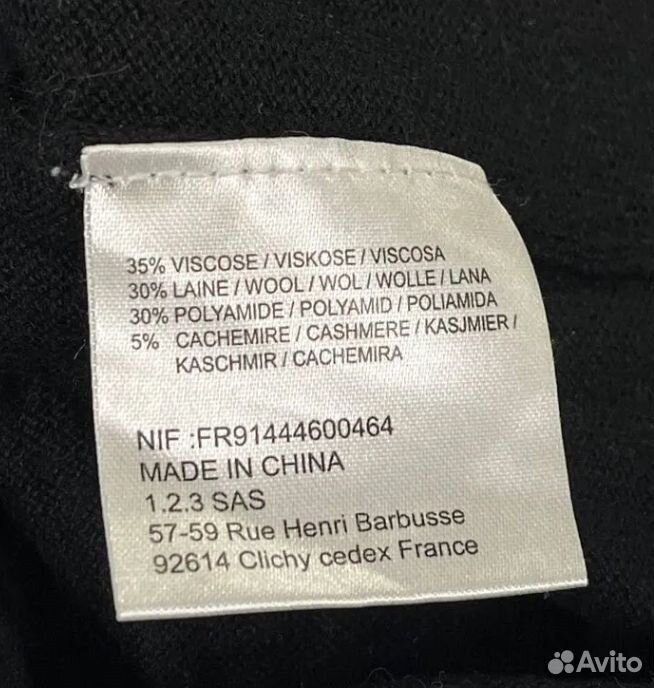 35% VISCOSE / VISKOSE / VISCOSA
30% LAINE / WOOL / WOL / WOLLE / LANA
30% POLYAMIDE / POLYAMID / POLIAMIDA
5% CACHEMIRE / CASHMERE / KASJMIER /
KASCHMIR / CACHEMIRA
NIF :FR91444600464
MADE IN CHINA
1.2.3 SAS
57-59 Rue Henri Barbusse
92614 Clichy cedex France
Avito